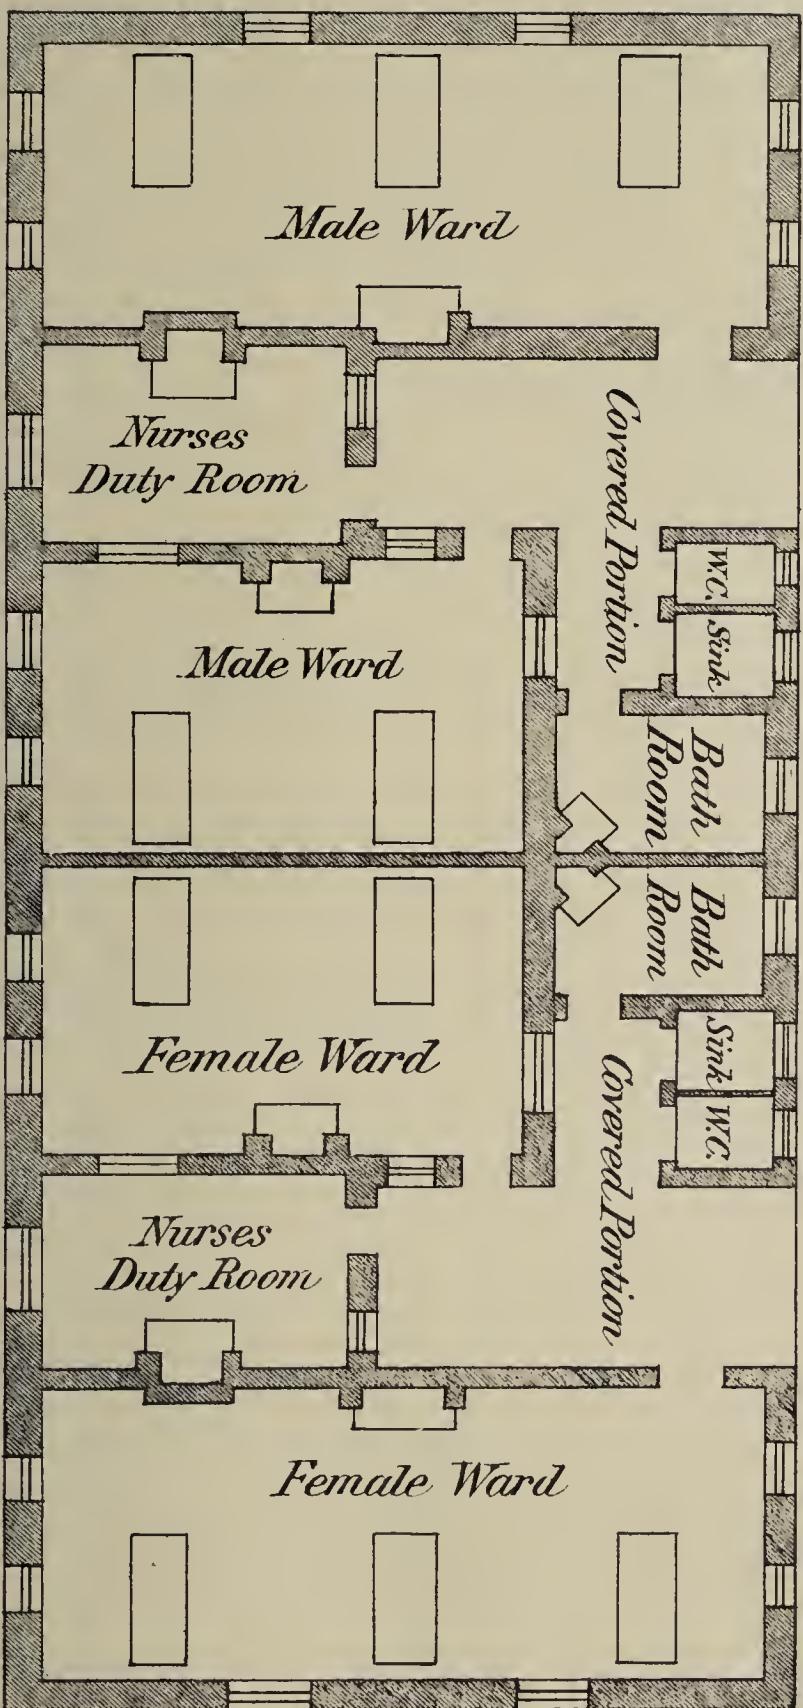 Male Ward
Nurses
Duty Room
Covered Portion
W.C.
Sink
Male Ward
Bath
Room
Bath
Room
Female Ward
Sink
W.C.
Covered Portion
Nurses
Duty Room
Female Ward